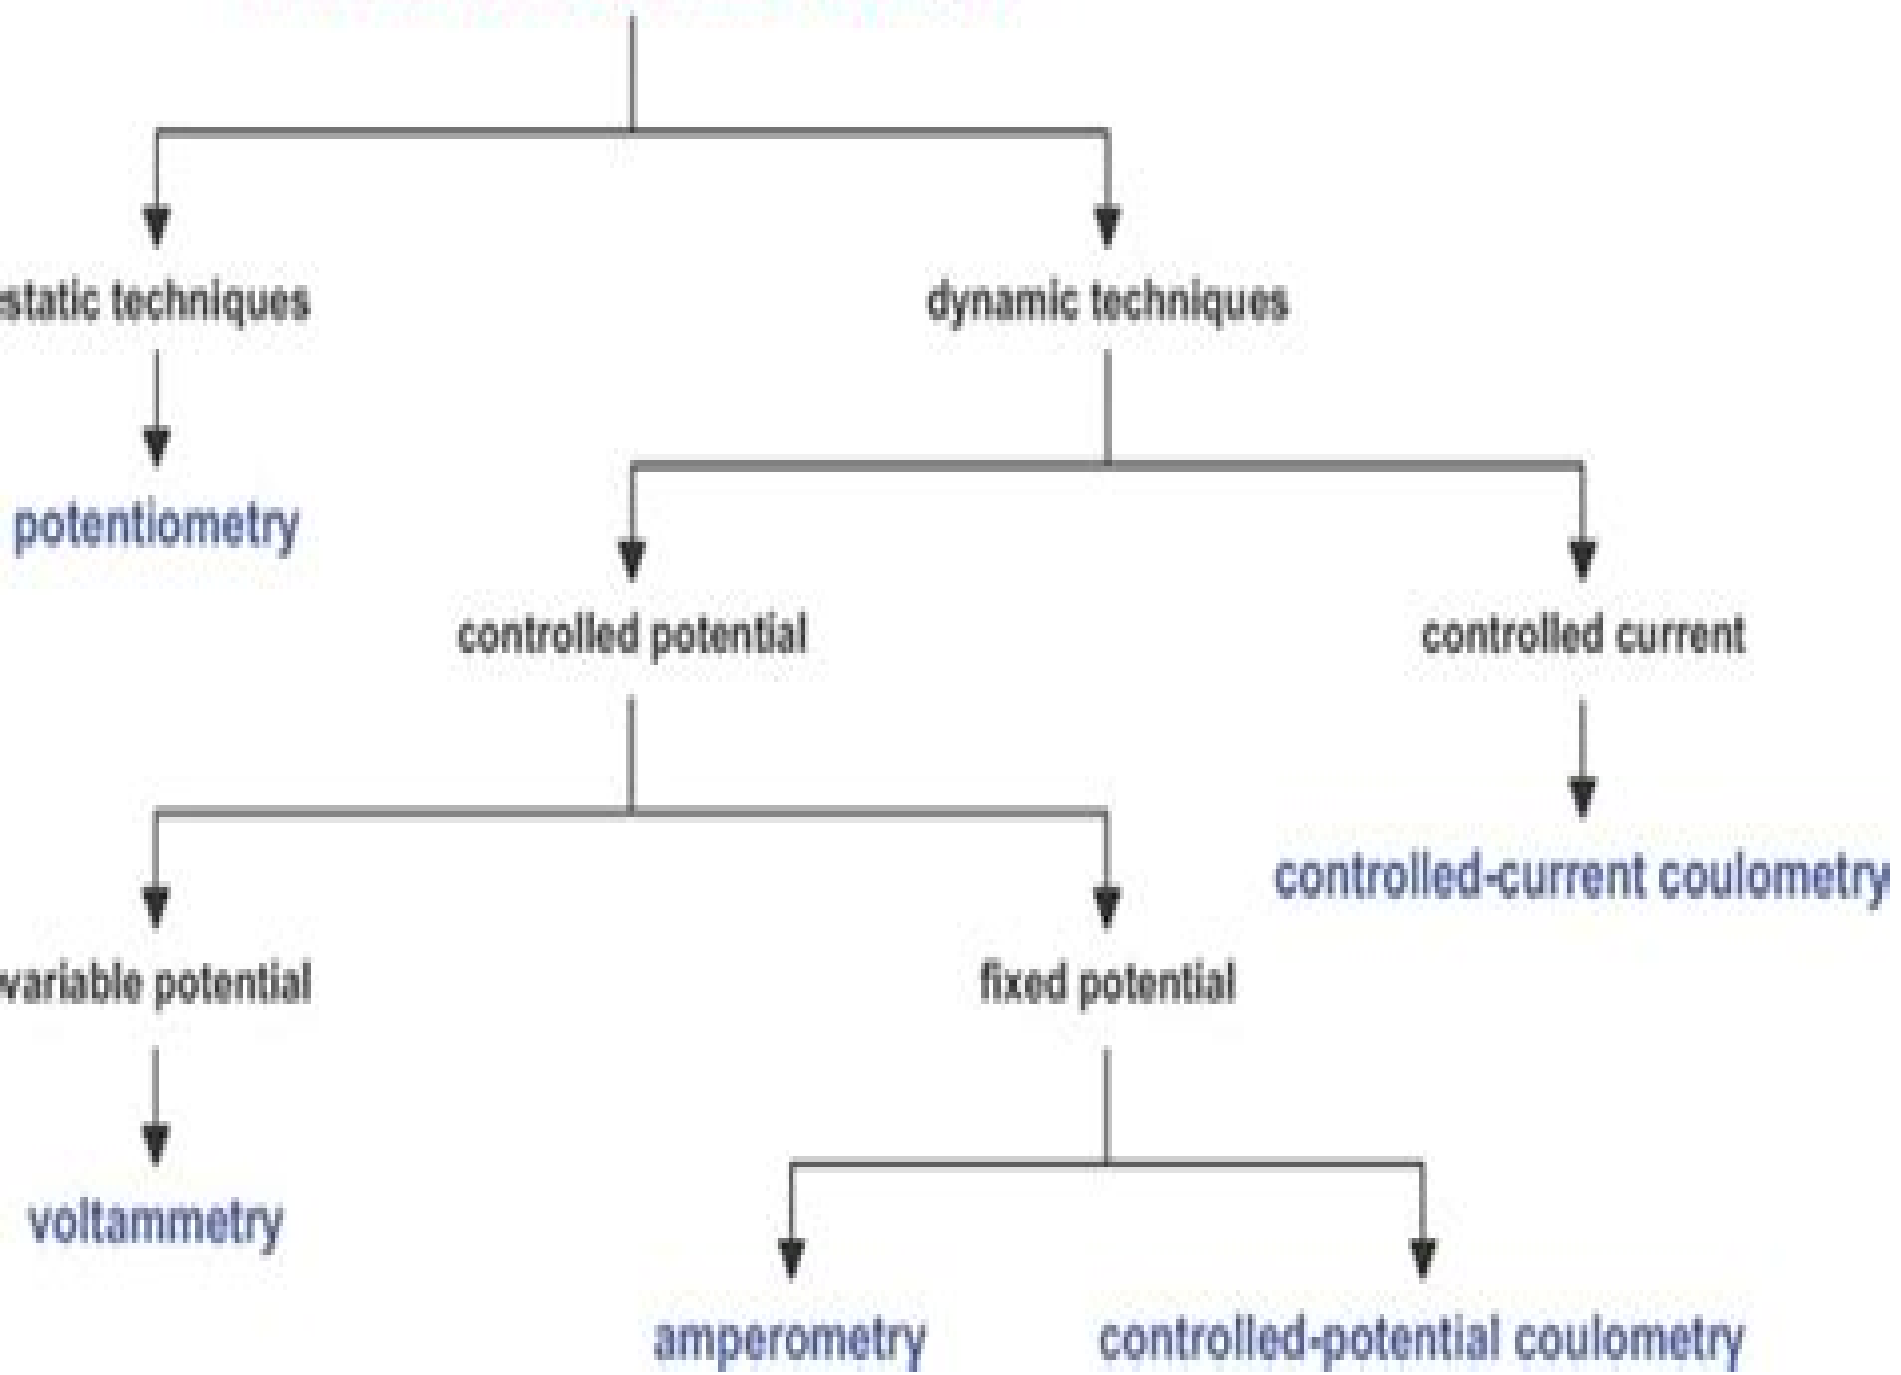 static techniques
dynamic techniques
potentiometry
controlled potential
controlled current
controlled-current coulometry
variable potential
fixed potential
voltammetry
amperometry
controlled-potential coulometry